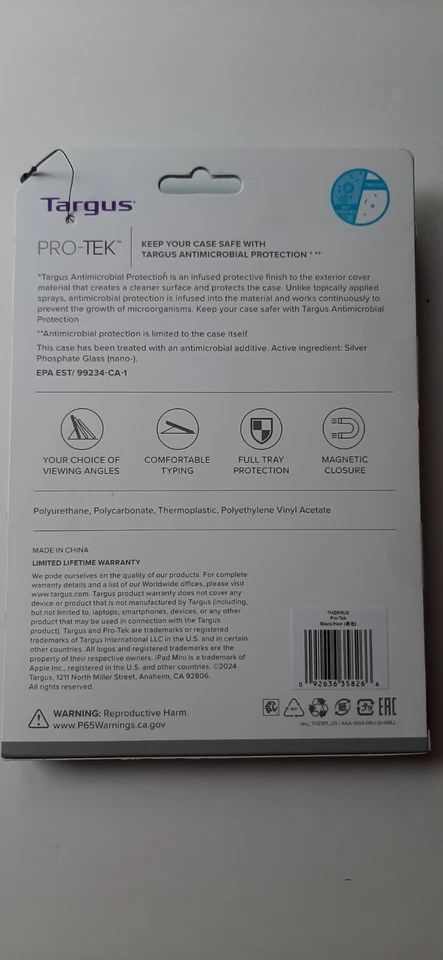 Targus
TREATED
PRO-TEK™
KEEP YOUR CASE SAFE WITH
TARGUS ANTIMICROBIAL PROTECTION * **
*Targus Antimicrobial Protection is an infused protective finish to the exterior cover
material that creates a cleaner surface and protects the case. Unlike topically applied
sprays, antimicrobial protection is infused into the material and works continuously to
prevent the growth of microorganisms. Keep your case safer with Targus Antimicrobial
Protection.
**Antimicrobial protection is limited to the case itself.
This case has been treated with an antimicrobial additive. Active ingredient: Silver
Phosphate Glass (nano-).
EPA EST/ 99234-CA-1
YOUR CHOICE OF
VIEWING ANGLES
COMFORTABLE
TYPING
FULL TRAY
PROTECTION
MAGNETIC
CLOSURE
Polyurethane, Polycarbonate, Thermoplastic, Polyethylene Vinyl Acetate
MADE IN CHINA
LIMITED LIFETIME WARRANTY
We pride ourselves on the quality of our products. For complete
warranty details and a list of our Worldwide offices, please visit
www.targus.com. Targus product warranty does not cover any
device or product that is not manufactured by Targus (including,
but not limited to, laptops, smartphones, devices, or any other
product that may be used in connection with the Targus
product). Targus and Pro-Tek are trademarks or registered
trademarks of Targus International LLC in the U.S. and in certain
other countries. All logos and registered trademarks are the
property of their respective owners. iPad Mini is a trademark of
Apple Inc., registered in the U.S. and other countries. ©2024
Targus, 1211 North Miller Street, Anaheim, CA 92806.
All rights reserved.
Pro-Tek
Black/Noir
0 92636 35826 6
WARNING: Reproductive Harm.
www.P65Warnings.ca.gov
EAC